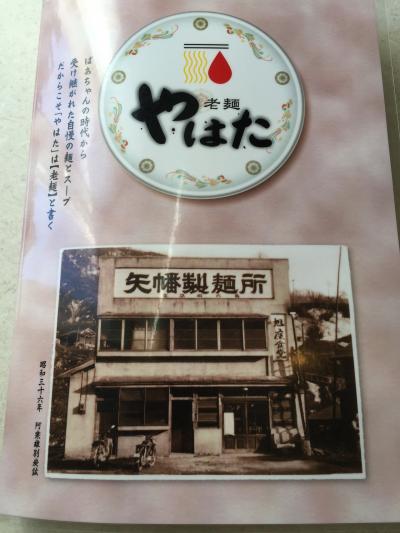 老麺
やはた
ばあちゃんの時代から
受け継がれた自慢の麺とスープ
だからこそ「やはた」は【老麺】と書く
矢幡製麺所
昭和三十六年